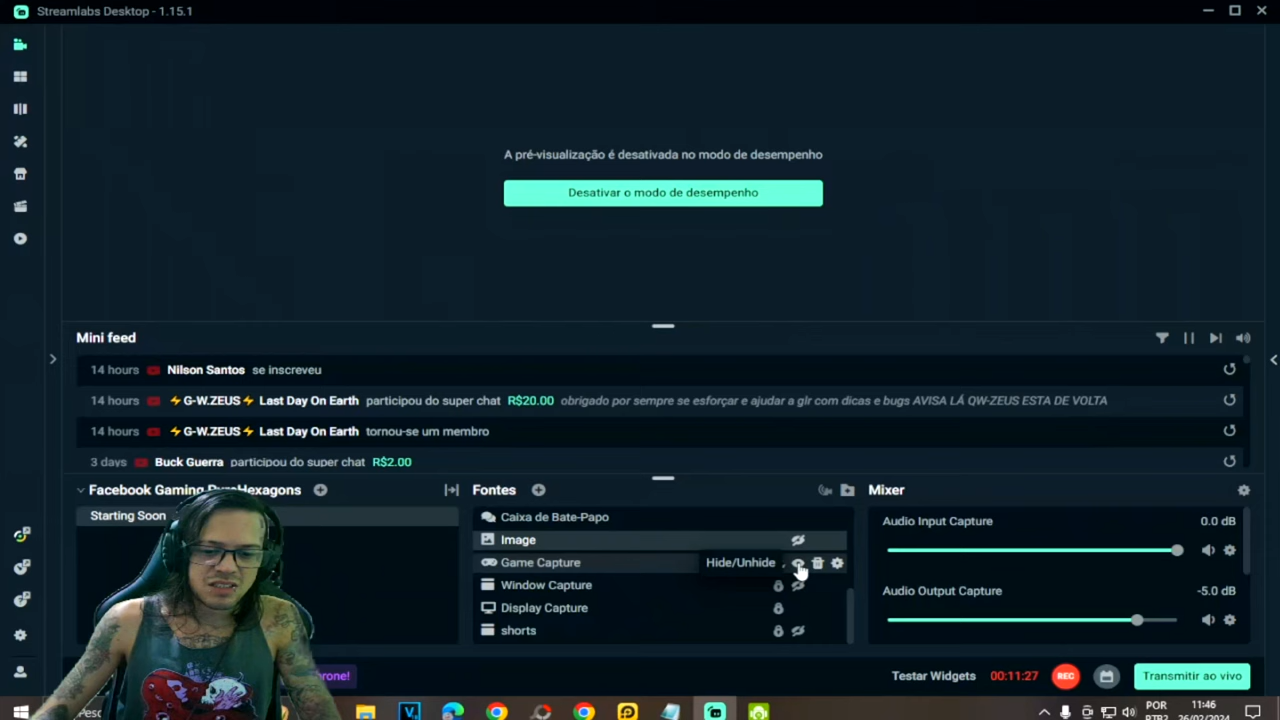 Streamlabs Desktop - 1.15.1
A pré-visualização é desativada no modo de desempenho
Desativar o modo de desempenho
Mini feed
14 hours Nilson Santos se inscreveu
14 hours ⚡G-W.ZEUS⚡ Last Day On Earth participou do super chat R$20.00 obrigado por sempre se esforçar e ajudar a glr com dicas e bugs AVISA LÁ QW-ZEUS ESTA DE VOLTA
14 hours ⚡G-W.ZEUS⚡ Last Day On Earth tornou-se um membro
3 days Buck Guerra participou do super chat R$2.00
Facebook Gaming
Hexagons
Starting Soon
Fontes
Caixa de Bate-Papo
Image
Game Capture
Hide/Unhide
Window Capture
Display Capture
shorts
Mixer
Audio Input Capture 0.0 dB
Audio Output Capture -5.0 dB
Testar Widgets 00:11:27 REC Transmitir ao vivo
POR 11:46
PTB2 26/02/2024